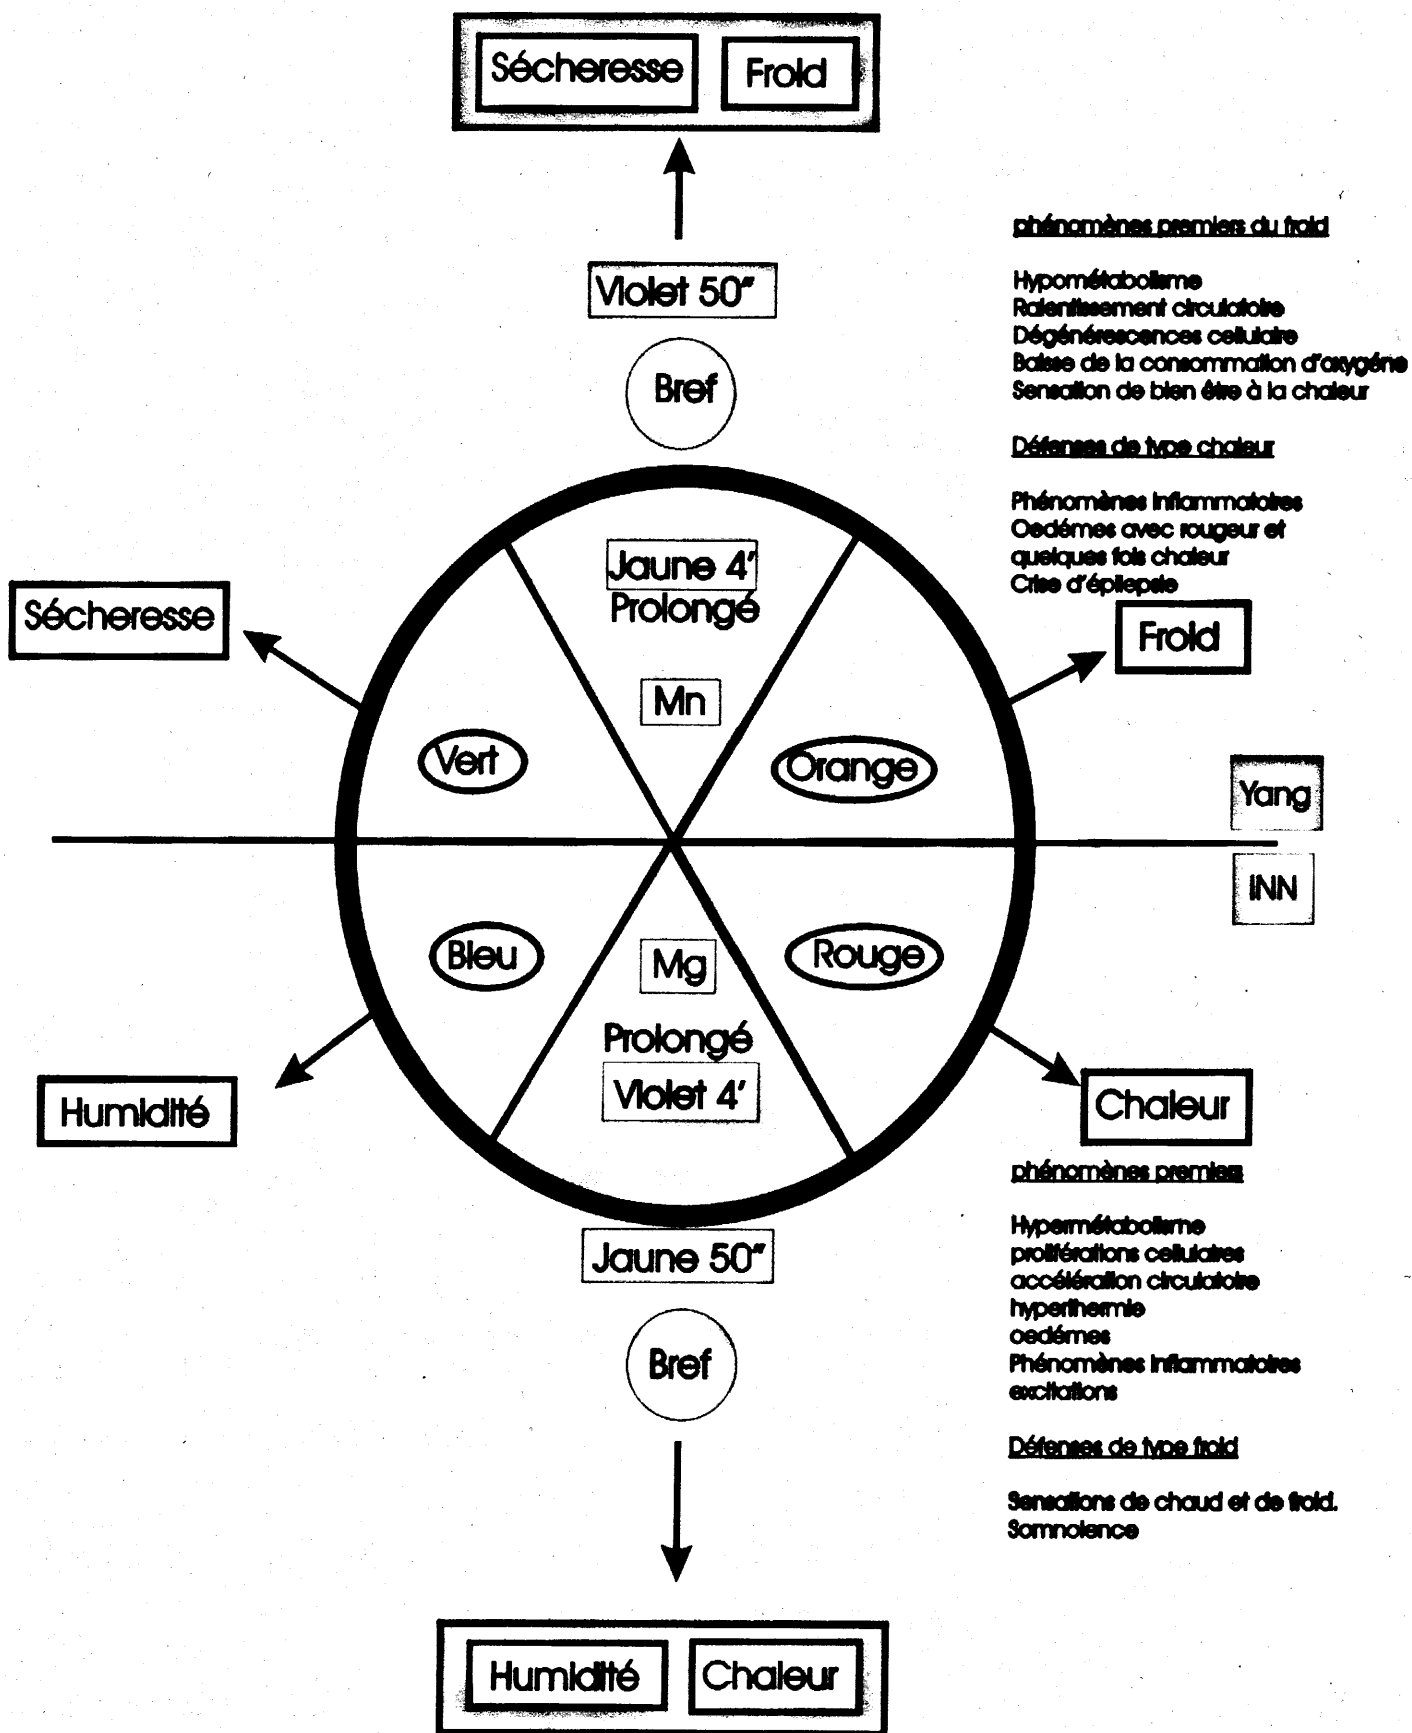 Sécheresse Froid
Violet 50"
Bref
phénomènes premiers du froid
Hypométabolisme
Ralentissement circulatoire
Dégénérescences cellulaire
Baisse de la consommation d'oxygéne
Sensation de bien être à la chaleur
Défenses de type chaleur
Phénomènes inflammatoires
Oedémes avec rougeur et
quelques fois chaleur
Crise d'épilepsie
Jaune 4'
Prolongé
Sécheresse
Froid
Mn
Vert
Orange
Yang
INN
Bleu
Mg
Rouge
Prolongé
Violet 4'
Humidité
Chaleur
phénomènes premiers
Hypermétabolisme
proliférations cellulaires
accélération circulatoire
hyperthermie
oedémes
Phénomènes inflammatoires
excitations
Défenses de type froid
Sensations de chaud et de froid.
Somnolence
Jaune 50"
Bref
Humidité Chaleur